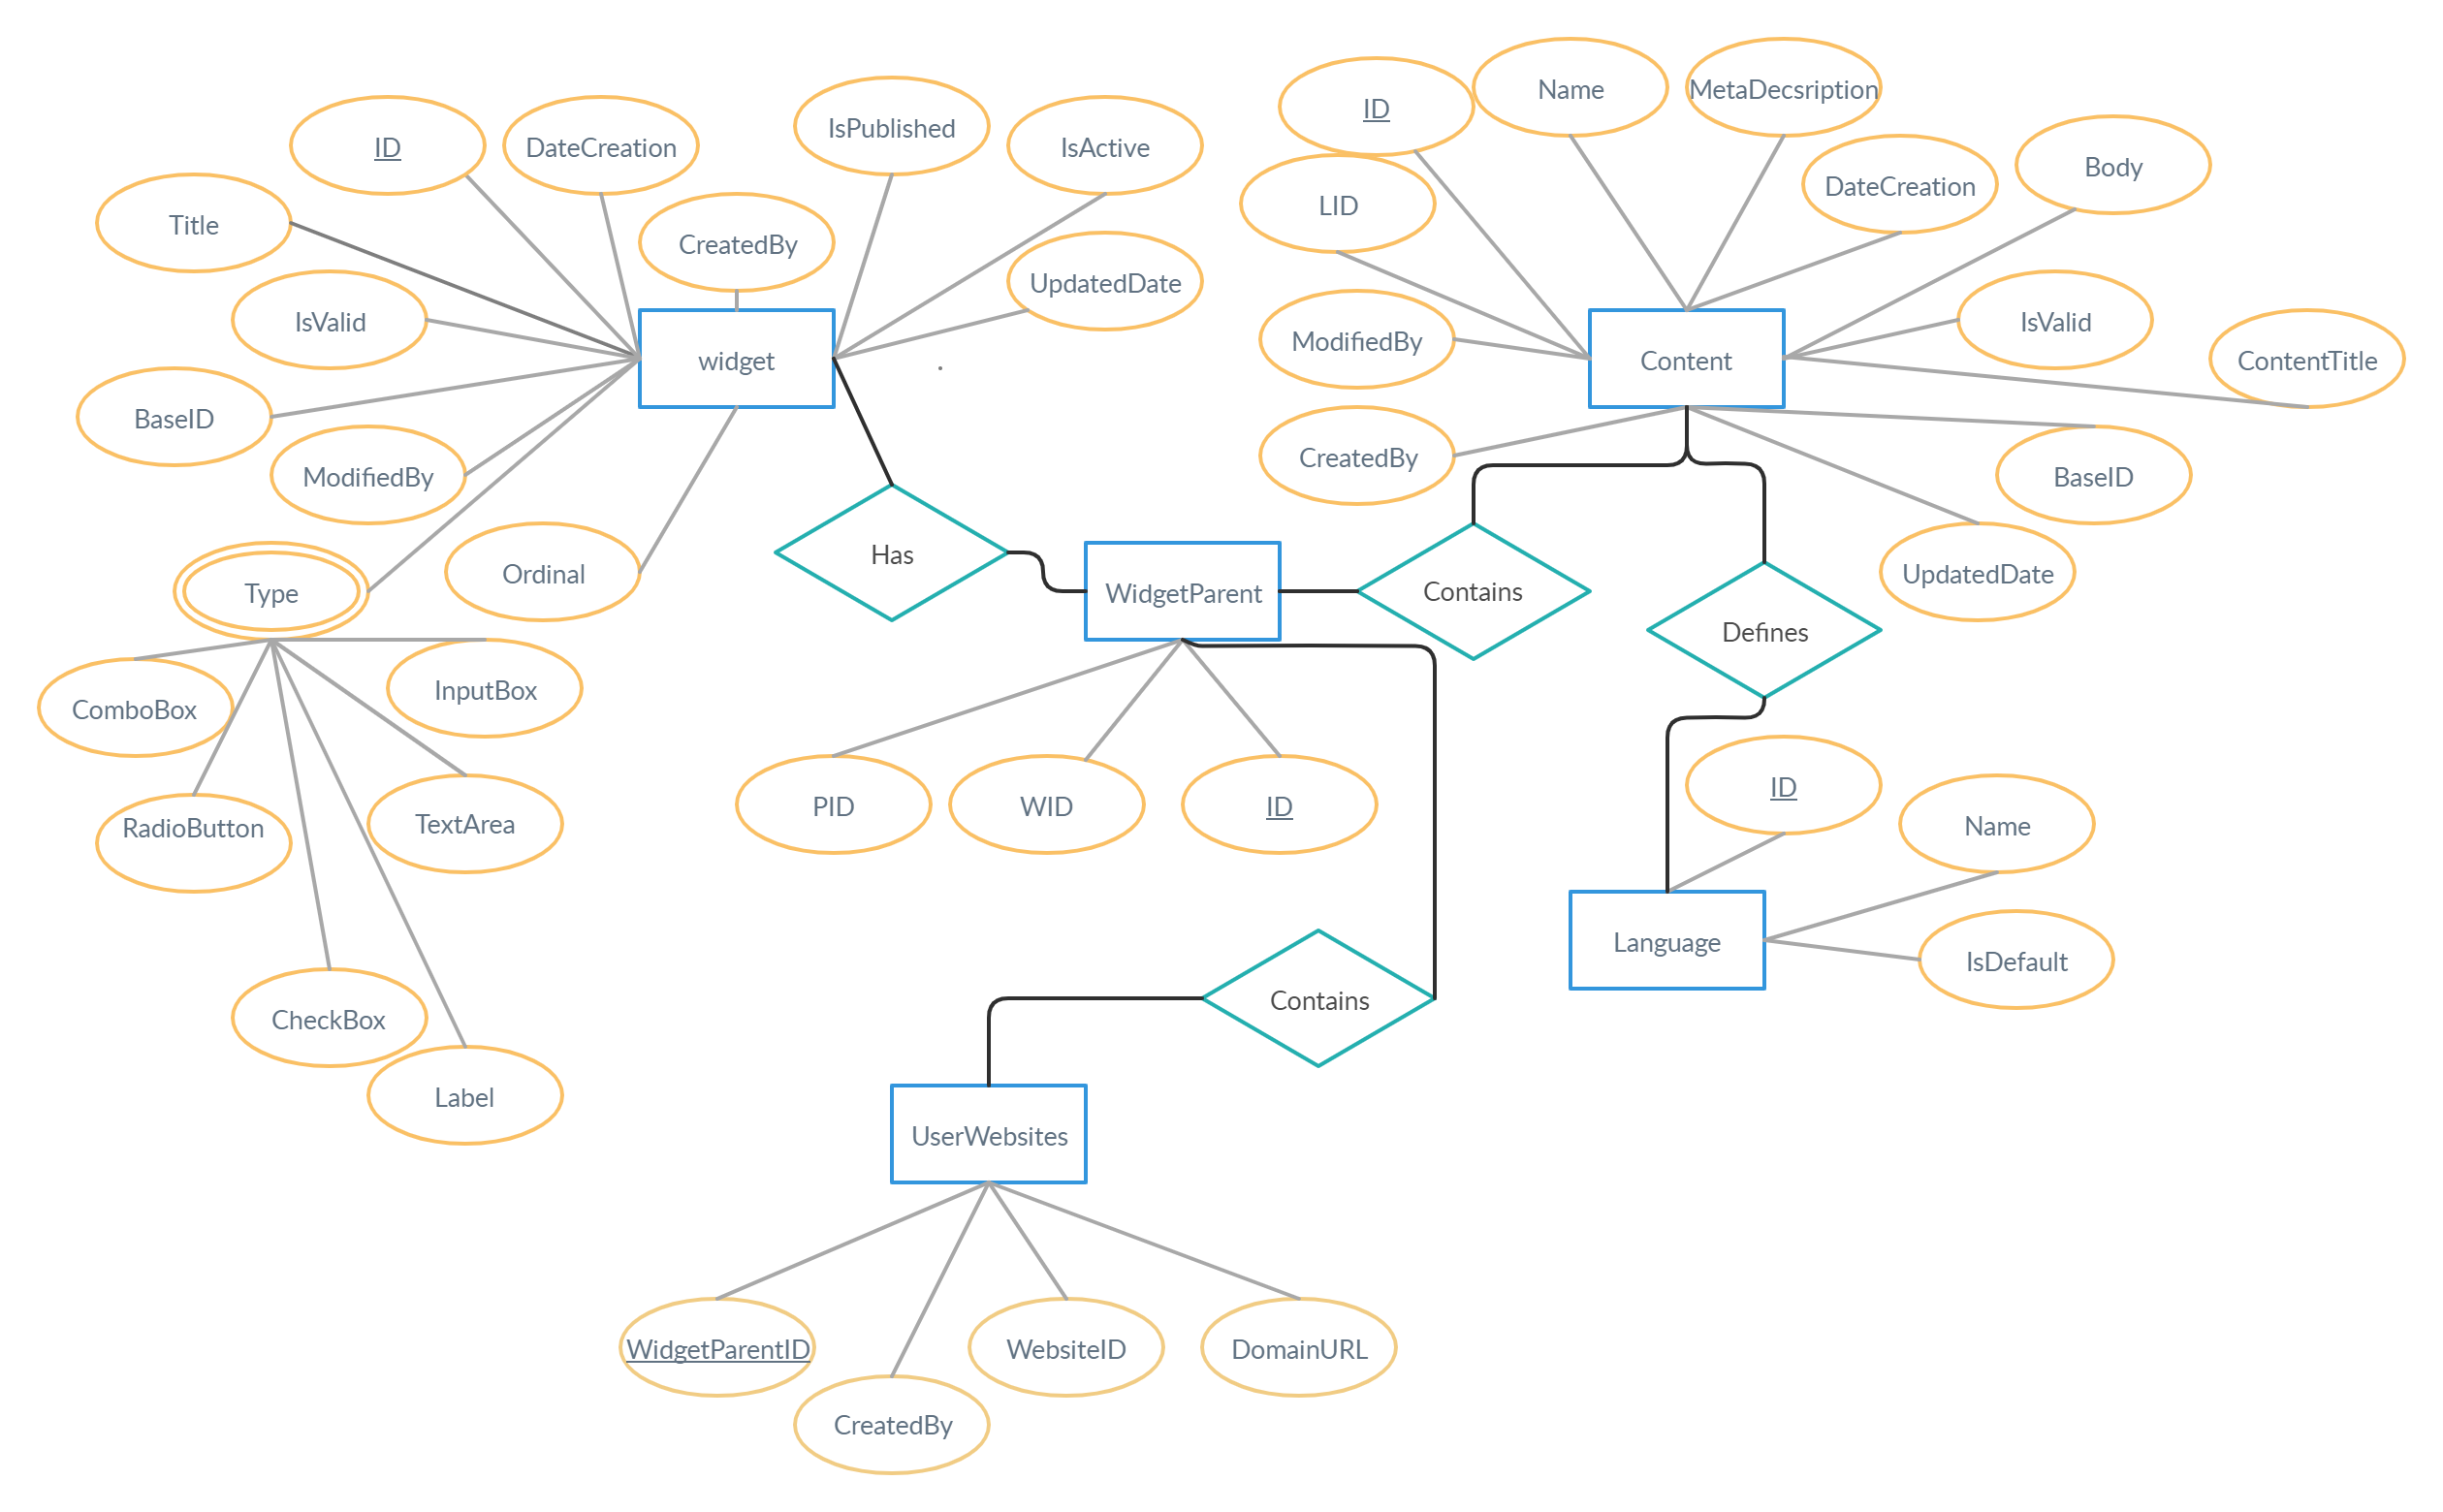 ID
Name
MetaDecsription
IsPublished
ID
DateCreation
IsActive
Body
DateCreation
LID
Title
CreatedBy
UpdatedDate
IsValid
IsValid
ModifiedBy
widget
Content
ContentTitle
BaseID
CreatedBy
ModifiedBy
BaseID
Has
Ordinal
UpdatedDate
Type
WidgetParent
Contains
Defines
InputBox
ComboBox
ID
PID
WID
ID
RadioButton
TextArea
Name
Language
IsDefault
Contains
CheckBox
Label
UserWebsites
WidgetParentID
WebsiteID
DomainURL
CreatedBy